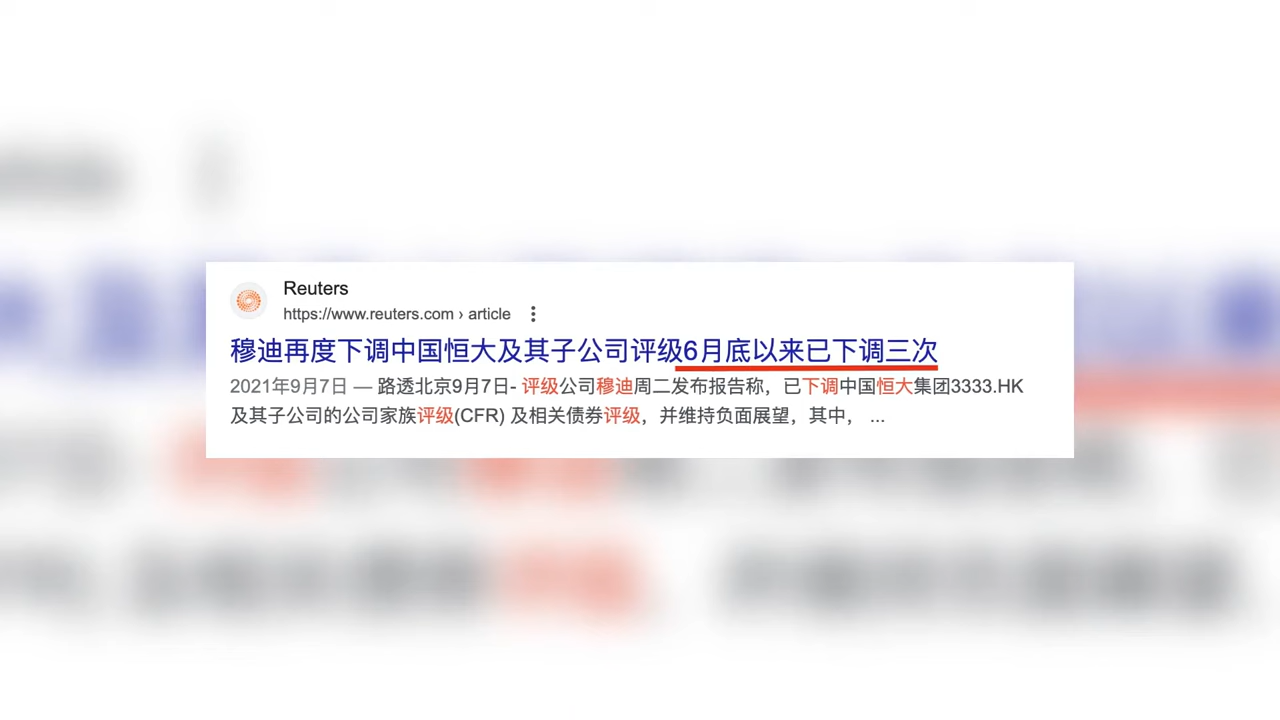 Reuters
https://www.reuters.com › article
穆迪再度下调中国恒大及其子公司评级6月底以来已下调三次
2021年9月7日 — 路透北京9月7日- 评级公司穆迪周二发布报告称，已下调中国恒大集团3333.HK
及其子公司的公司家族评级(CFR) 及相关债券评级，并维持负面展望，其中， ...